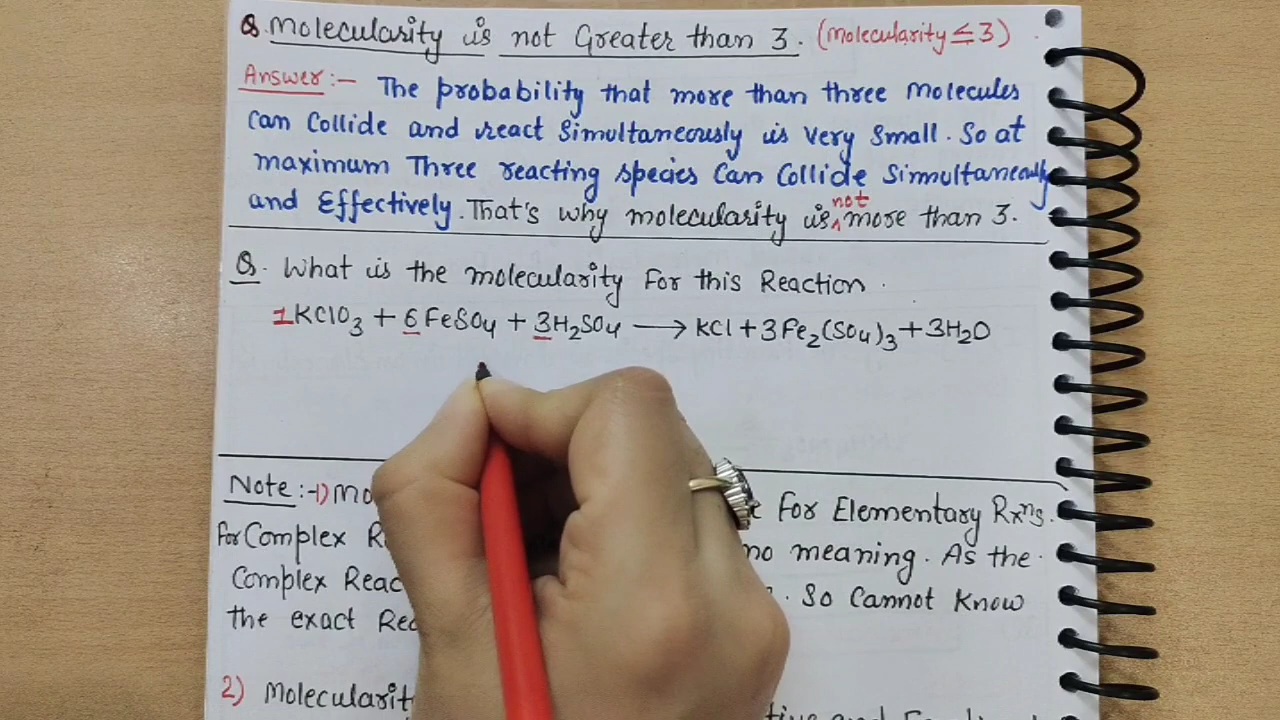 Q. Molecularity is not Greater than 3. (molecularity ≤ 3)
Answer:- The probability that more than three molecules
can collide and react simultaneously is very small. So at
maximum Three reacting species can collide Simultaneously
and Effectively. That's why molecularity is not more than 3.
Q. What is the molecularity For this Reaction.
1KClO3 + 6FeSO4 + 3H2SO4 → KCl + 3Fe2(SO4)3 + 3H2O
Note:-1) Mo For Elementary Rxns.
For Complex R no meaning. As the
Complex Reac . So Cannot Know
the exact Rea
2) Molecularit